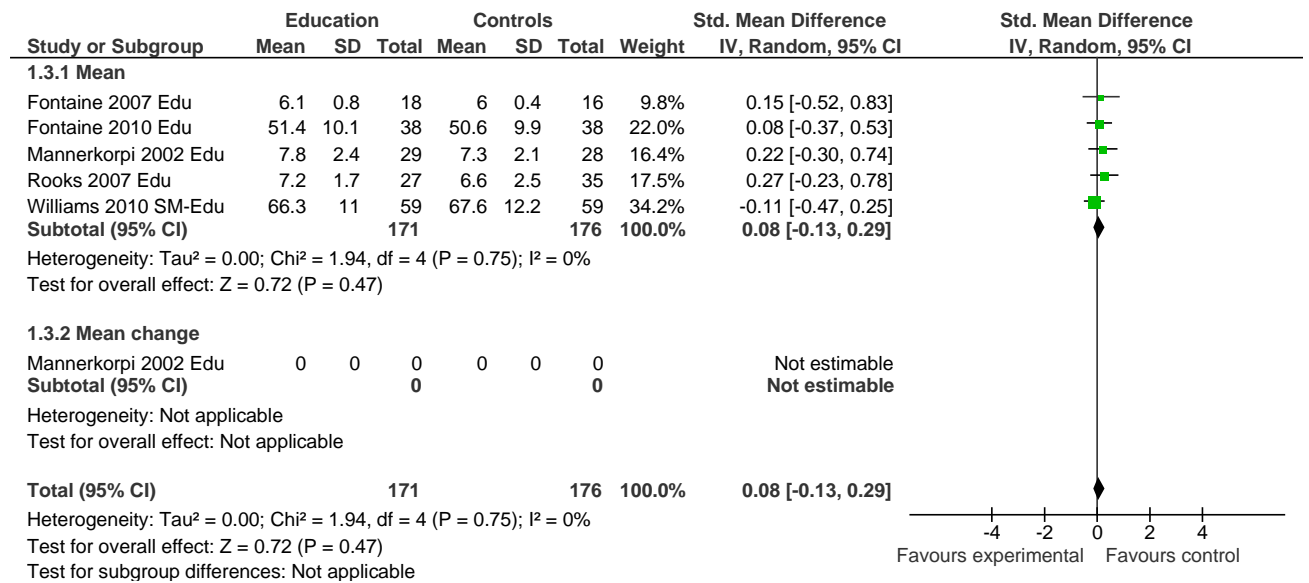 Education Controls Std. Mean Difference Std. Mean Difference
Study or Subgroup Mean SD Total Mean SD Total Weight IV, Random, 95% CI IV, Random, 95% CI
1.3.1 Mean
Fontaine 2007 Edu 6.1 0.8 18 6 0.4 16 9.8% 0.15 [-0.52, 0.83]
Fontaine 2010 Edu 51.4 10.1 38 50.6 9.9 38 22.0% 0.08 [-0.37, 0.53]
Mannerkorpi 2002 Edu 7.8 2.4 29 7.3 2.1 28 16.4% 0.22 [-0.30, 0.74]
Rooks 2007 Edu 7.2 1.7 27 6.6 2.5 35 17.5% 0.27 [-0.23, 0.78]
Williams 2010 SM-Edu 66.3 11 59 67.6 12.2 59 34.2% -0.11 [-0.47, 0.25]
Subtotal (95% CI) 171 176 100.0% 0.08 [-0.13, 0.29]
Heterogeneity: Tau² = 0.00; Chi² = 1.94, df = 4 (P = 0.75); I² = 0%
Test for overall effect: Z = 0.72 (P = 0.47)
1.3.2 Mean change
Mannerkorpi 2002 Edu 0 0 0 0 0 0 Not estimable
Subtotal (95% CI) 0 0 Not estimable
Heterogeneity: Not applicable
Test for overall effect: Not applicable
Total (95% CI) 171 176 100.0% 0.08 [-0.13, 0.29]
Heterogeneity: Tau² = 0.00; Chi² = 1.94, df = 4 (P = 0.75); I² = 0%
Test for overall effect: Z = 0.72 (P = 0.47)
Test for subgroup differences: Not applicable
-4 -2 0 2 4
Favours experimental Favours control